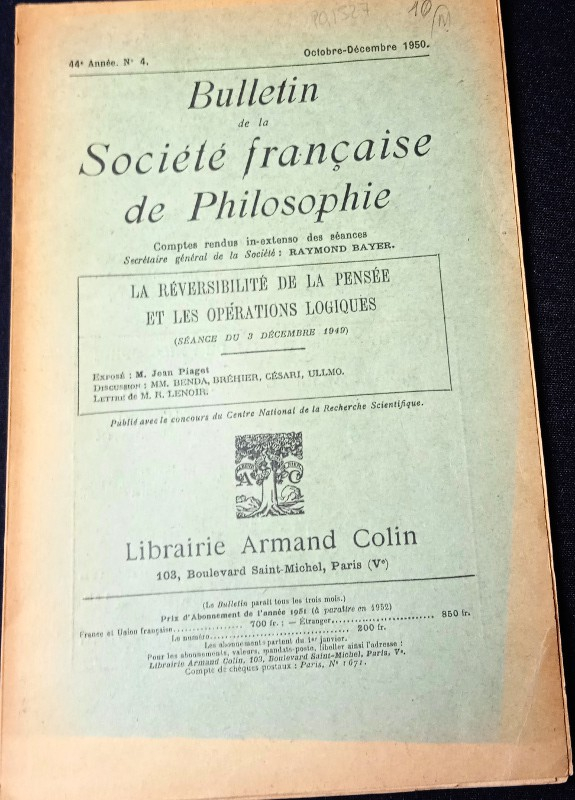 44ᵉ Année. Nº 4.
Octobre-Décembre 1950.
Bulletin
de la
Société française
de Philosophie
Comptes rendus in-extenso des séances
Secrétaire général de la Société : RAYMOND BAYER.
LA RÉVERSIBILITÉ DE LA PENSÉE
ET LES OPÉRATIONS LOGIQUES
(SÉANCE DU 3 DÉCEMBRE 1949)
EXPOSÉ : M. Jean Piaget
DISCUSSION : MM. BENDA, BRÉHIER, CÉSARI, ULLMO.
LETTRE de M. R. LENOIR.
Publié avec le concours du Centre National de la Recherche Scientifique.
A C
Librairie Armand Colin
103, Boulevard Saint-Michel, Paris (Vᵉ)
(Le Bulletin paraît tous les trois mois.)
Prix d'Abonnement de l'année 1951 (à paraître en 1952)
France et Union française................. 700 fr. ; — Étranger......................... 850 fr.
Le numéro.................................. 200 fr.
Les abonnements partent du 1ᵉʳ janvier.
Pour les abonnements, valeurs, mandats-poste, libeller ainsi l'adresse :
Librairie Armand Colin, 103, Boulevard Saint-Michel, Paris, Vᵉ.
Compte de chèques postaux : Paris, Nº 1671.